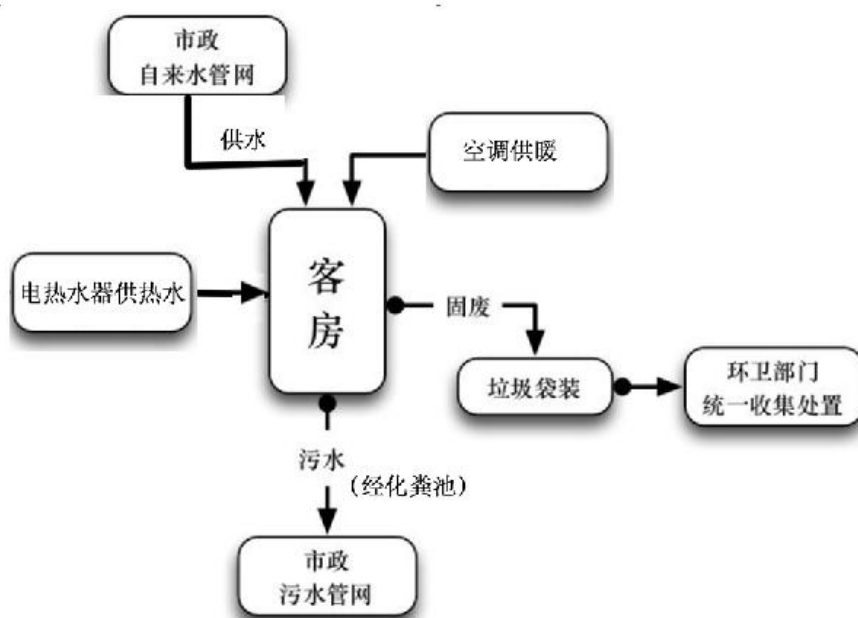 市政
自来水管网
供水
空调供暖
客
房
电热水器供热水
固废
垃圾袋装
环卫部门
统一收集处置
污水
（经化粪池）
市政
污水管网